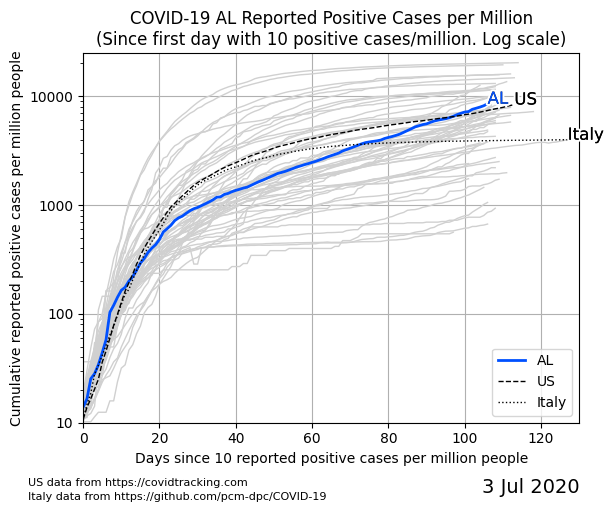 COVID-19 AL Reported Positive Cases per Million
(Since first day with 10 positive cases/million. Log scale)
Cumulative reported positive cases per million people
10000
1000
100
10
AL
US
Italy
AL
US
Italy
0
20
40
60
80
100
120
Days since 10 reported positive cases per million people
US data from https://covidtracking.com
Italy data from https://github.com/pcm-dpc/COVID-19
3 Jul 2020